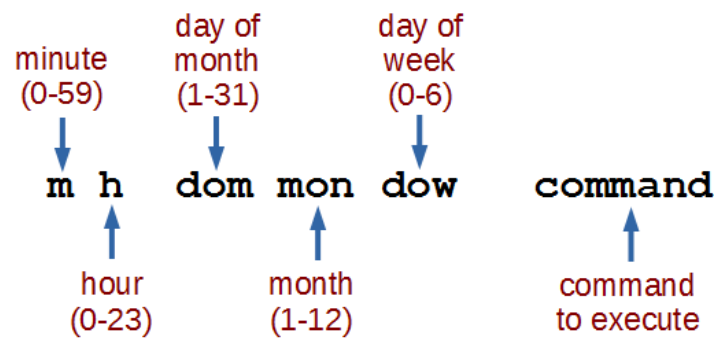 minute
(0-59)
day of
month
(1-31)
day of
week
(0-6)
m h dom mon dow command
hour
(0-23)
month
(1-12)
command
to execute